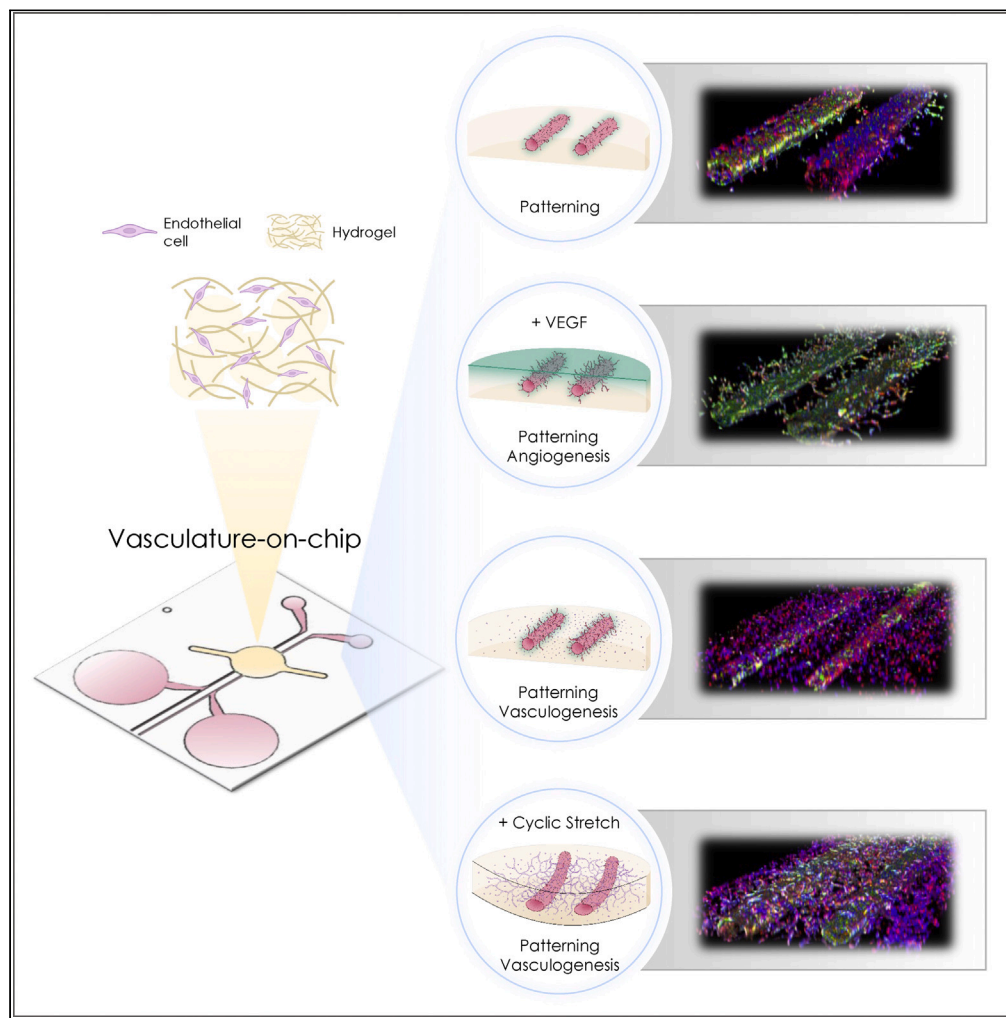 Endothelial
cell
Hydrogel
Vasculature-on-chip
Patterning
+ VEGF
Patterning
Angiogenesis
Patterning
Vasculogenesis
+ Cyclic Stretch
Patterning
Vasculogenesis